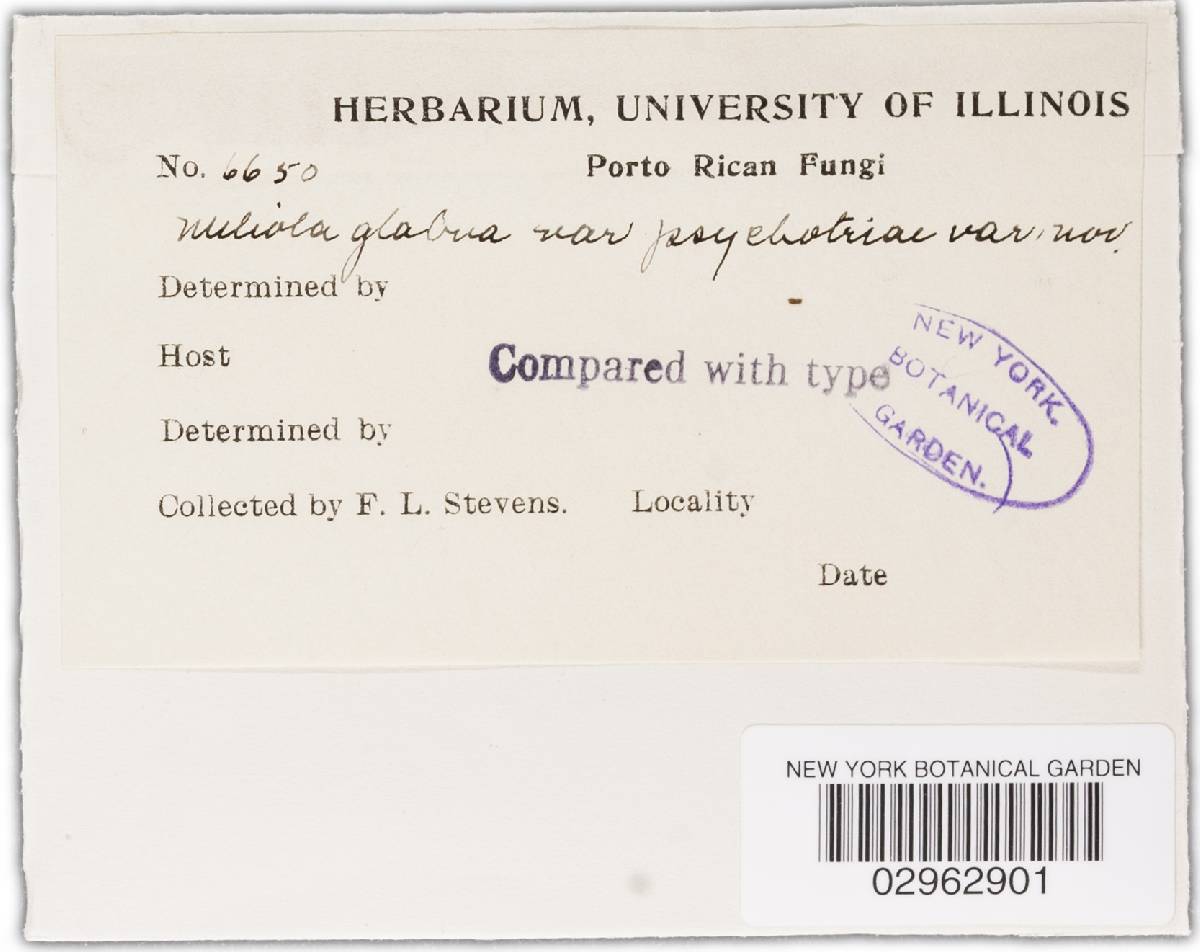 HERBARIUM, UNIVERSITY OF ILLINOIS
No. 6650 Porto Rican Fungi
Meliola glabra var psychotriae var. nov.
Determined by
Host
Compared with type
NEW YORK.
BOTANICAL
GARDEN.
Determined by
Collected by F. L. Stevens. Locality
Date
NEW YORK BOTANICAL GARDEN
02962901